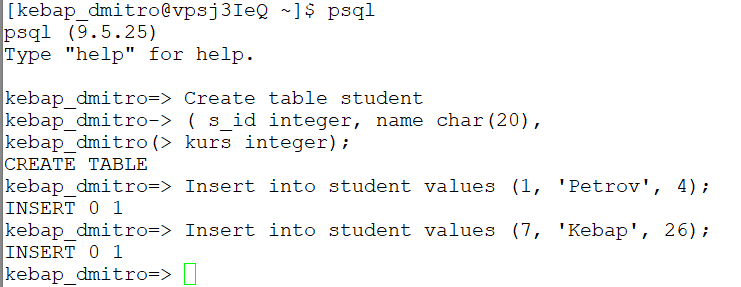 [kebap_dmitro@vpsj3IeQ ~]$ psql
psql (9.5.25)
Type "help" for help.

kebap_dmitro=> Create table student
kebap_dmitro-> ( s_id integer, name char(20),
kebap_dmitro(> kurs integer);
CREATE TABLE
kebap_dmitro=> Insert into student values (1, 'Petrov', 4);
INSERT 0 1
kebap_dmitro=> Insert into student values (7, 'Kebap', 26);
INSERT 0 1
kebap_dmitro=>